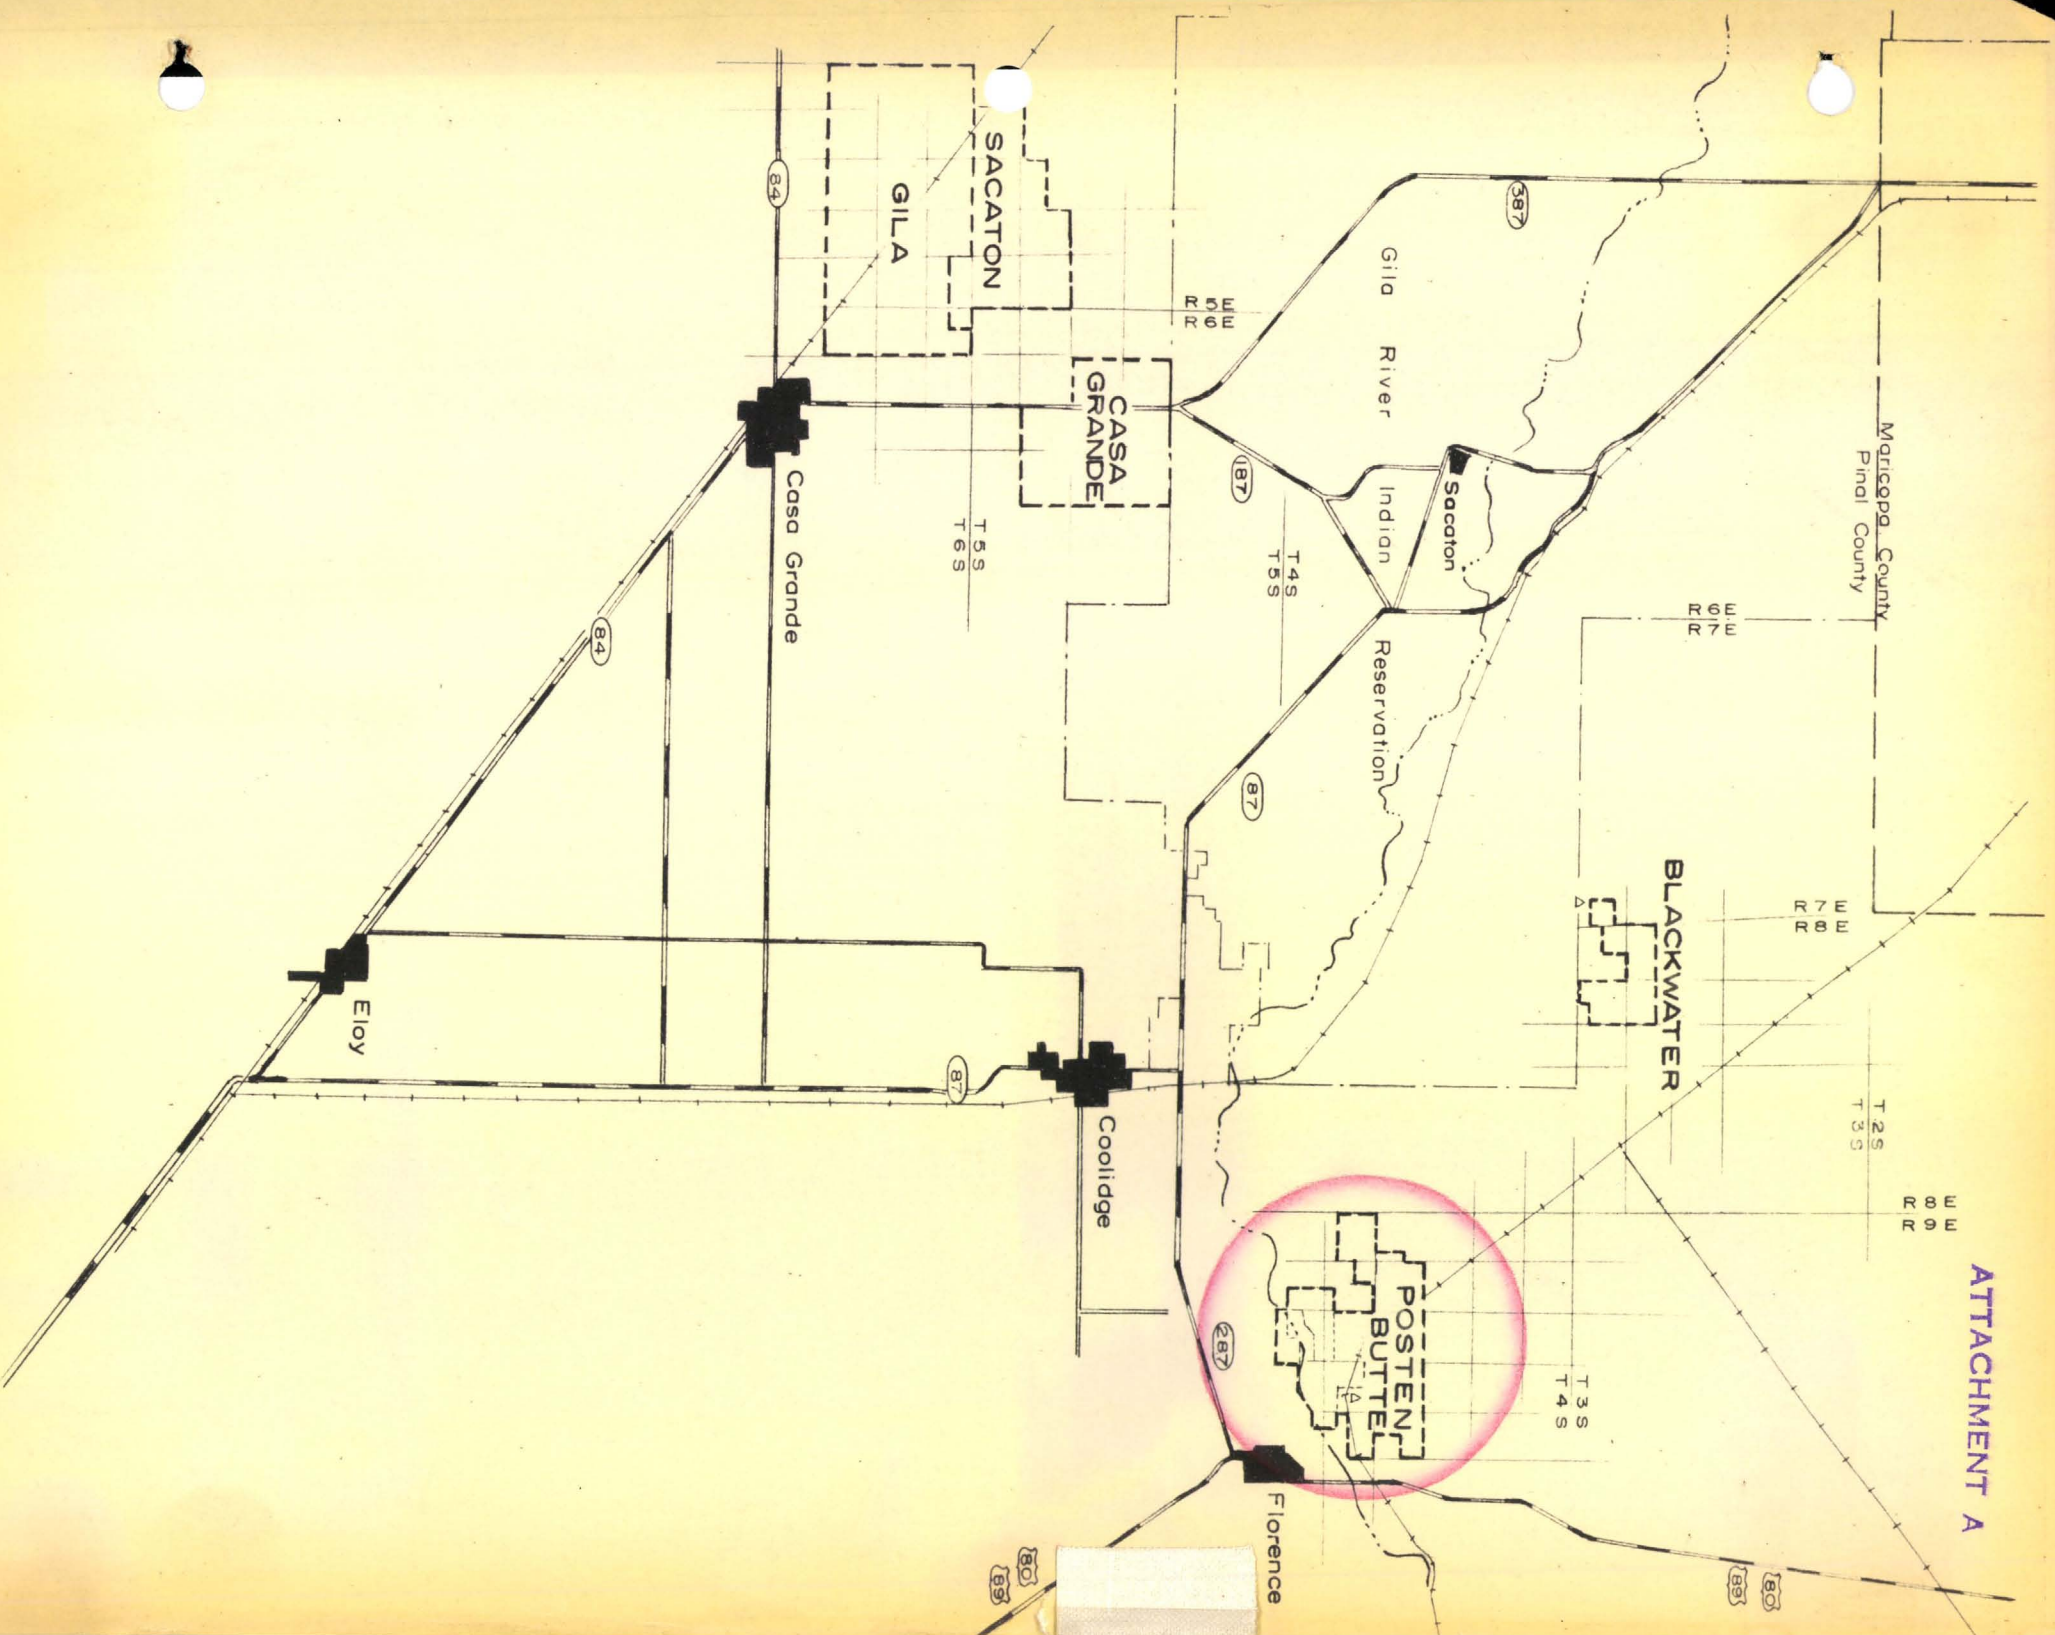 ATTACHMENT A
Maricopa County
Pinal County
R 8 E
R 9 E
T 2 S
T 3 S
R 7 E
R 8 E
R 6 E
R 7 E
80
89
BLACKWATER
T 3 S
T 4 S
387
POSTEN
BUTTE
Sacaton
Gila River Indian Reservation
Florence
T 4 S
T 5 S
187
87
287
R 5 E
R 6 E
CASA
GRANDE
Coolidge
SACATON
T 5 S
T 6 S
80
89
87
GILA
84
Casa Grande
84
Eloy